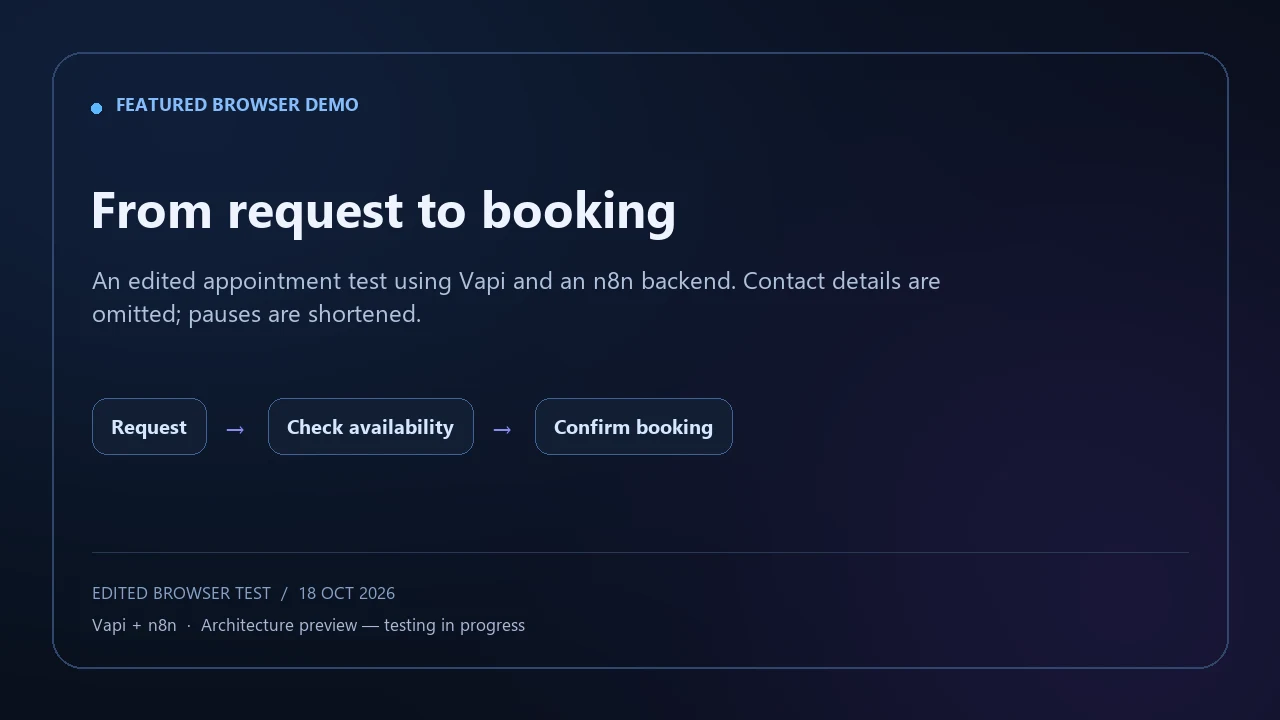 FEATURED BROWSER DEMO
From request to booking
An edited appointment test using Vapi and an n8n backend. Contact details are
omitted; pauses are shortened.
Request → Check availability → Confirm booking
EDITED BROWSER TEST / 18 OCT 2026
Vapi + n8n · Architecture preview — testing in progress